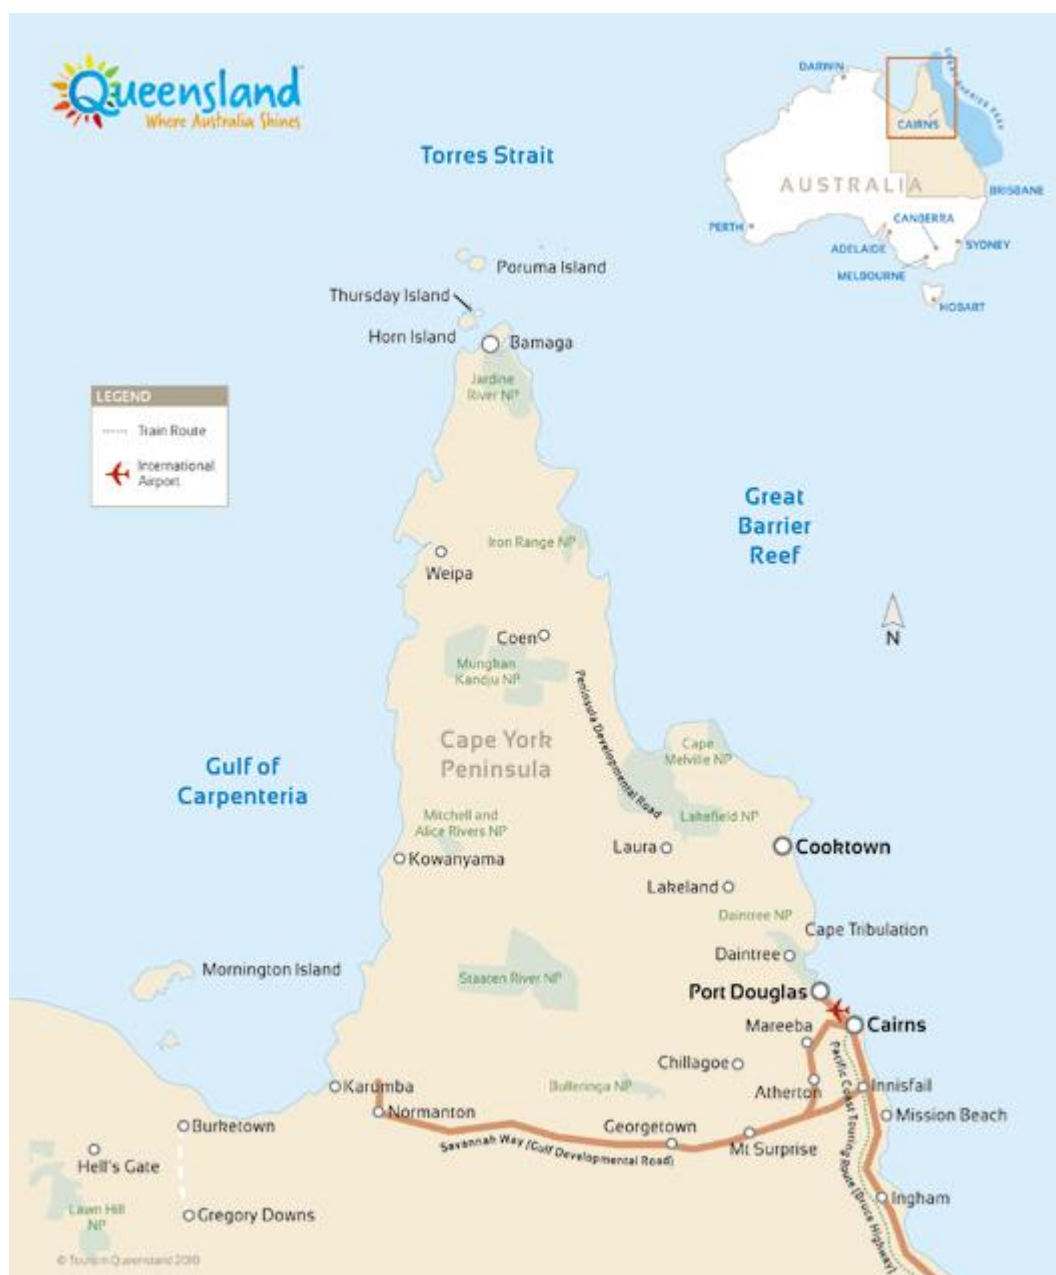 Queensland
Where Australia Shines
DARWIN
GREAT BARRIER REEF
CAIRNS
AUSTRALIA
BRISBANE
PERTH
CANBERRA
ADELAIDE
SYDNEY
MELBOURNE
HOBART
Torres Strait
Poruma Island
Thursday Island
Horn Island
Bamaga
Jardine
River NP
LEGEND
Train Route
International
Airport
Great
Barrier
Reef
Iron Range NP
Weipa
N
Coen
Mungkan
Kandju NP
Peninsula Developmental Road
Cape York
Peninsula
Cape
Melville NP
Gulf of
Carpenteria
Mitchell and
Alice Rivers NP
Lakefield NP
Laura
Cooktown
Kowanyama
Lakeland
Daintree NP
Cape Tribulation
Daintree
Mornington Island
Staaten River NP
Port Douglas
Mareeba
Cairns
Chillagoe
Pacific Coast Touring Route (Bruce Highway)
Karumba
Bulleringa NP
Atherton
Innisfail
Normanton
Mission Beach
Burketown
Georgetown
Savannah Way (Gulf Developmental Road)
Mt Surprise
Hell's Gate
Ingham
Lawn Hill
NP
Gregory Downs
© Tourism Queensland 2010